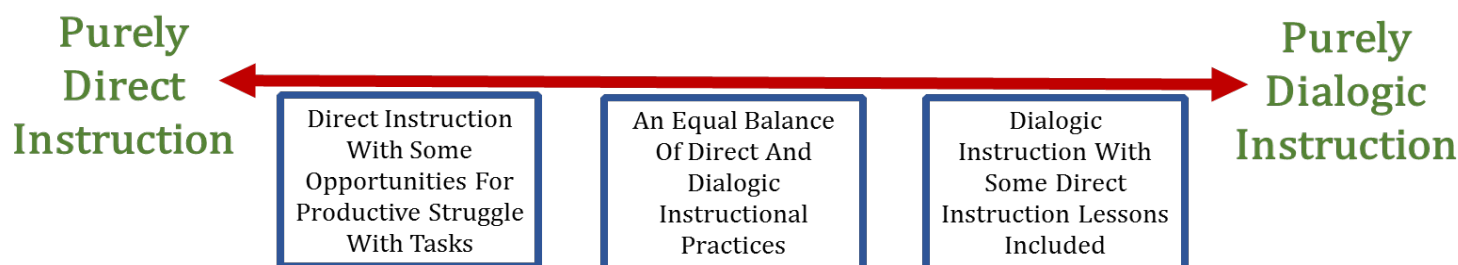 Purely
Direct
Instruction
Direct Instruction
With Some
Opportunities For
Productive Struggle
With Tasks
An Equal Balance
Of Direct And
Dialogic
Instructional
Practices
Dialogic
Instruction With
Some Direct
Instruction Lessons
Included
Purely
Dialogic
Instruction